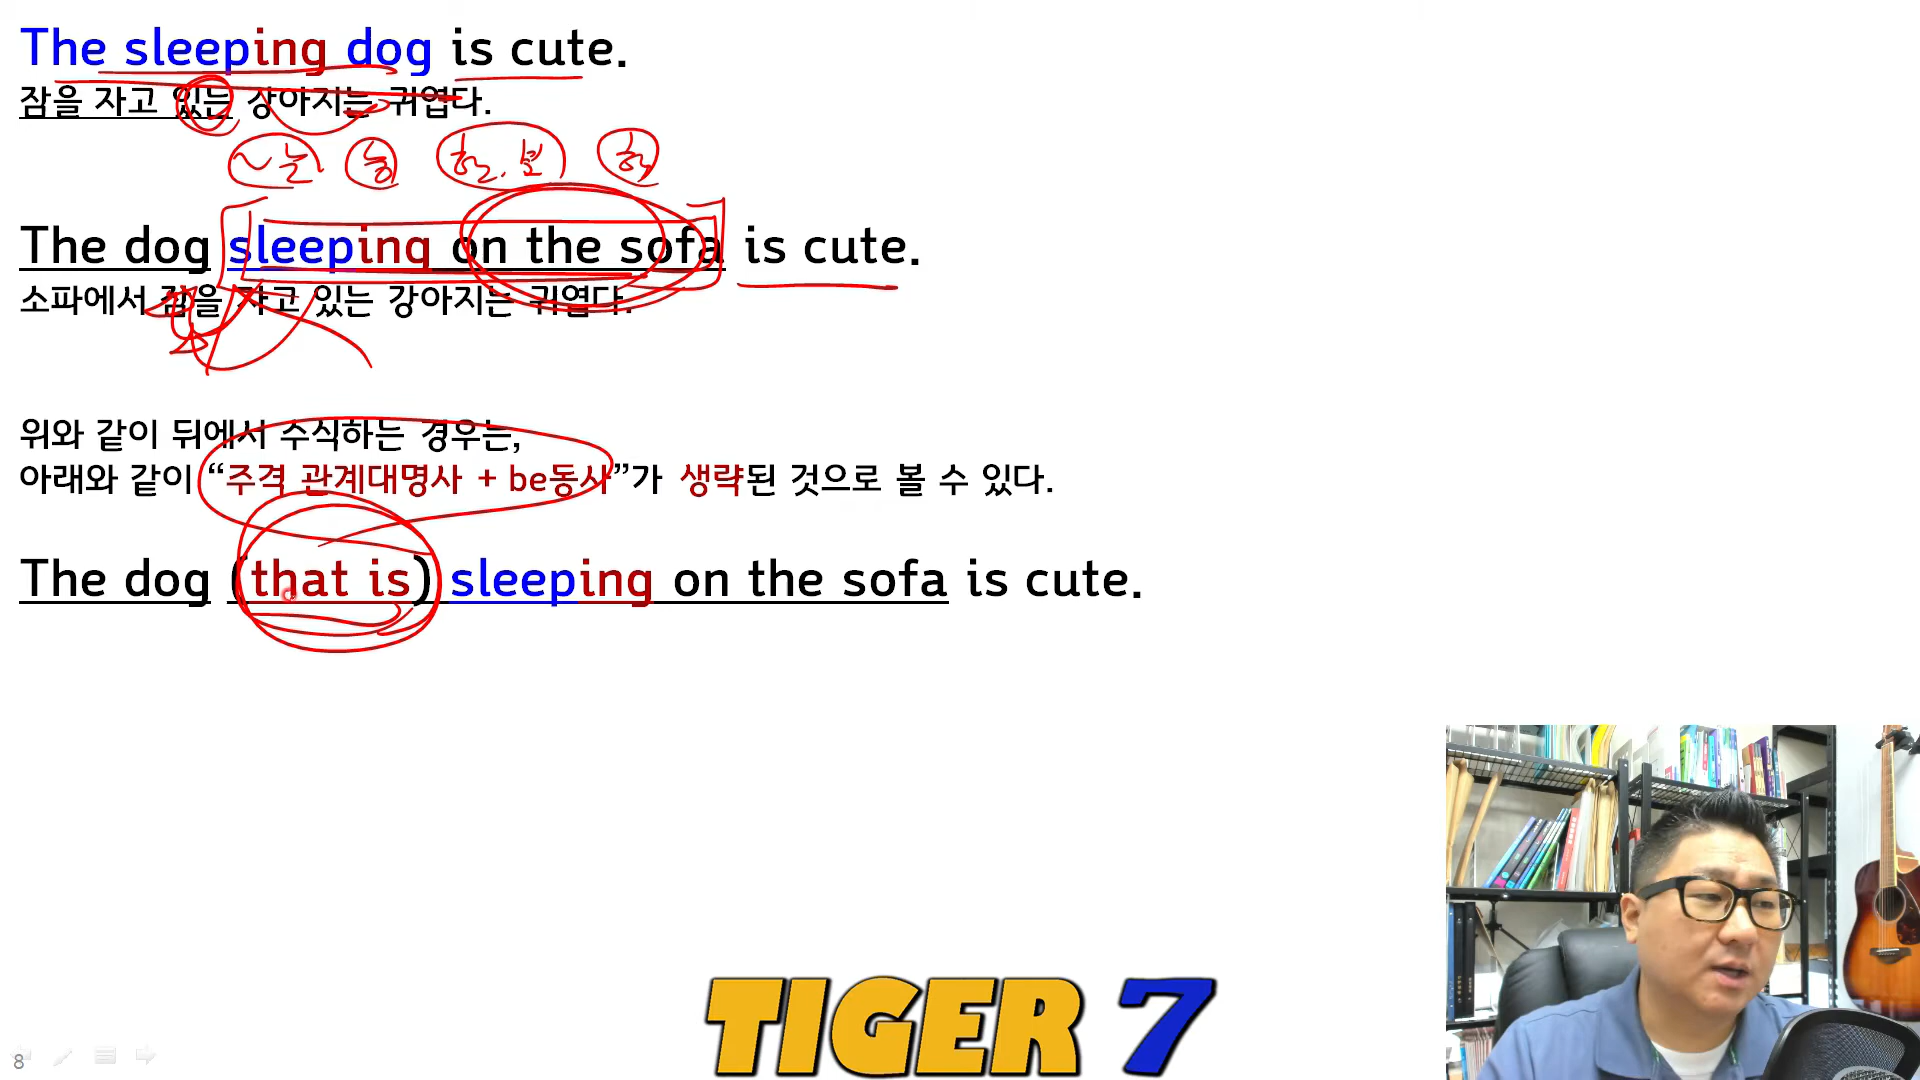 The sleeping dog is cute.
잠을 자고 있는 강아지는 귀엽다.
~는 능 한. 보 한
The dog sleeping on the sofa is cute.
소파에서 잠을 자고 있는 강아지는 귀엽다.
위와 같이 뒤에서 수식하는 경우는,
아래와 같이 “주격 관계대명사 + be동사”가 생략된 것으로 볼 수 있다.
The dog (that is) sleeping on the sofa is cute.
TIGER 7
8